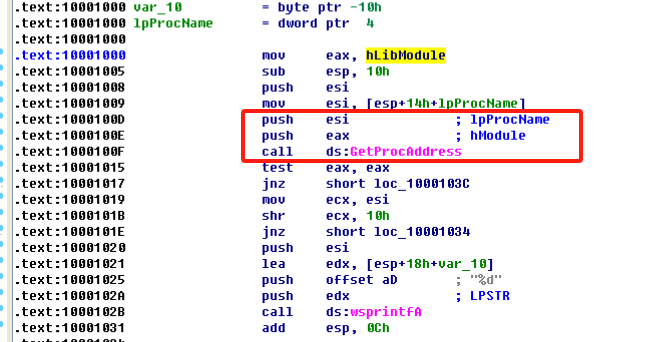 .text:10001000 var_10 = byte ptr -10h
.text:10001000 lpProcName = dword ptr 4
.text:10001000
.text:10001000 mov eax, hLibModule
.text:10001005 sub esp, 10h
.text:10001008 push esi
.text:10001009 mov esi, [esp+14h+lpProcName]
.text:1000100D push esi ; lpProcName
.text:1000100E push eax ; hModule
.text:1000100F call ds:GetProcAddress
.text:10001015 test eax, eax
.text:10001017 jnz short loc_1000103C
.text:10001019 mov ecx, esi
.text:1000101B shr ecx, 10h
.text:1000101E jnz short loc_10001034
.text:10001020 push esi
.text:10001021 lea edx, [esp+18h+var_10]
.text:10001025 push offset aD ; "%d"
.text:1000102A push edx ; LPSTR
.text:1000102B call ds:wsprintfA
.text:10001031 add esp, 0Ch